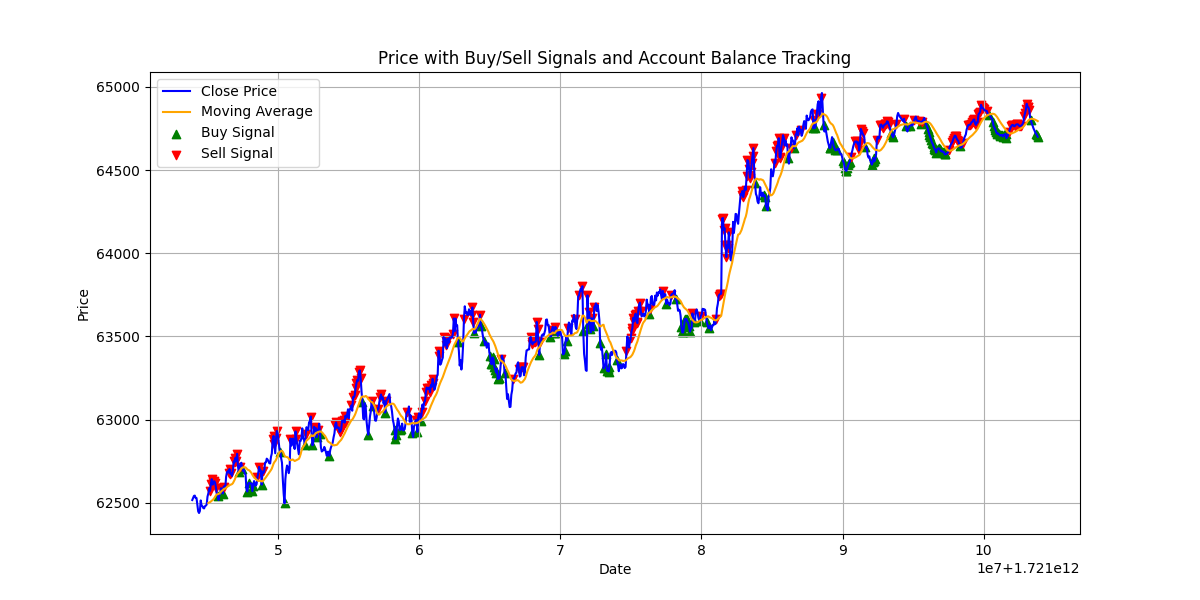 Price with Buy/Sell Signals and Account Balance Tracking
Close Price
Moving Average
Buy Signal
Sell Signal
65000
64500
64000
63500
63000
62500
Price
5 6 7 8 9 10
1e7+1.721e12
Date